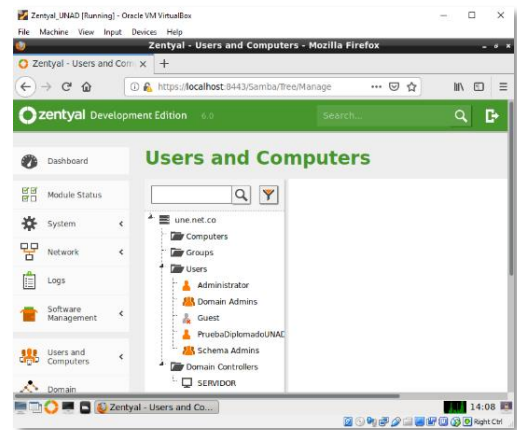 Zentyal_UNAD [Running] - Oracle VM VirtualBox
File Machine View Input Devices Help
Zentyal - Users and Computers - Mozilla Firefox
Zentyal - Users and Com
https://localhost:8443/Samba/Tree/Manage
zentyal Development Edition 6.0
Search...
Users and Computers
Dashboard
Module Status
System
Network
Logs
Software
Management
Users and
Computers
Domain
une.net.co
Computers
Groups
Users
Administrator
Domain Admins
Guest
PruebaDiplomadoUNAD
Schema Admins
Domain Controllers
SERVIDOR
Zentyal - Users and Co...
14:08
Right Ctrl